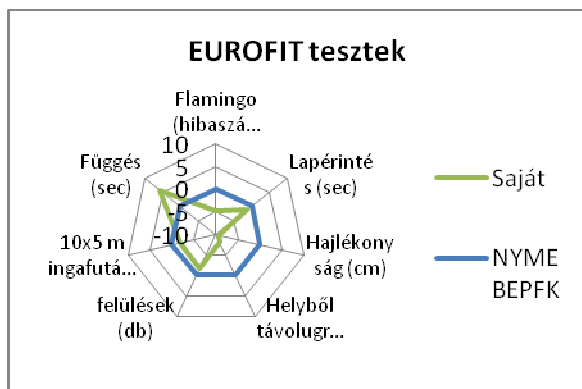 EUROFIT tesztek
Flamingo
(hibaszá...
Lapérinté
s (sec)
Hajlékony
ság (cm)
Helyből
távolugr...
felülések
(db)
10x5 m
ingafutá...
Függés
(sec)
10
5
0
-5
-10
Saját
NYME
BEPFK